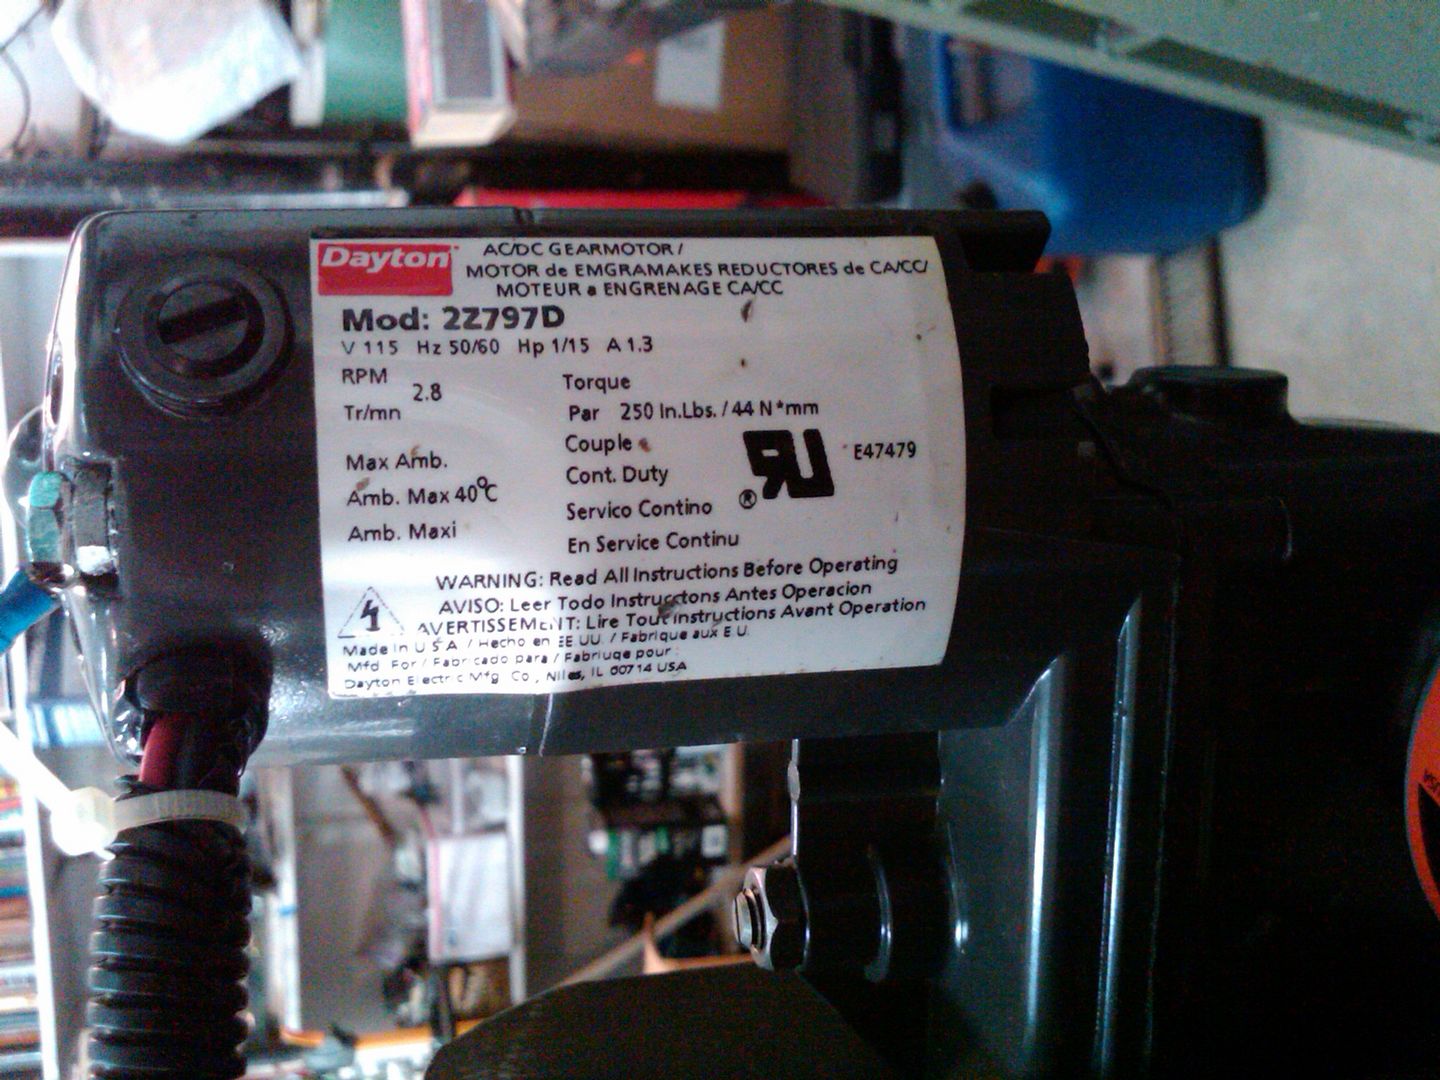 Dayton
AC/DC GEARMOTOR /
MOTOR de EMGRAMAKES REDUCTORES de CA/CC/
MOTEUR a ENGRENAGE CA/CC
Mod: 2Z797D
V 115 Hz 50/60 Hp 1/15 A 1.3
RPM
2.8
Tr/mn
Torque
Par 250 In.Lbs. / 44 N*mm
Couple
Max Amb.
Amb. Max 40°C
Amb. Maxi
Cont. Duty
Servico Contino
En Service Continu
RU
®
E47479
WARNING: Read All Instructions Before Operating
AVISO: Leer Todo Instructons Antes Operacion
AVERTISSEMENT: Lire Tout instructions Avant Operation
Made In U S A / Hecho en EE UU. / Fabrique aux E.U.
Mfd For / Fabricado para / Fabriuqe pour
Dayton Electric Mfg Co., Niles, IL 60714 USA